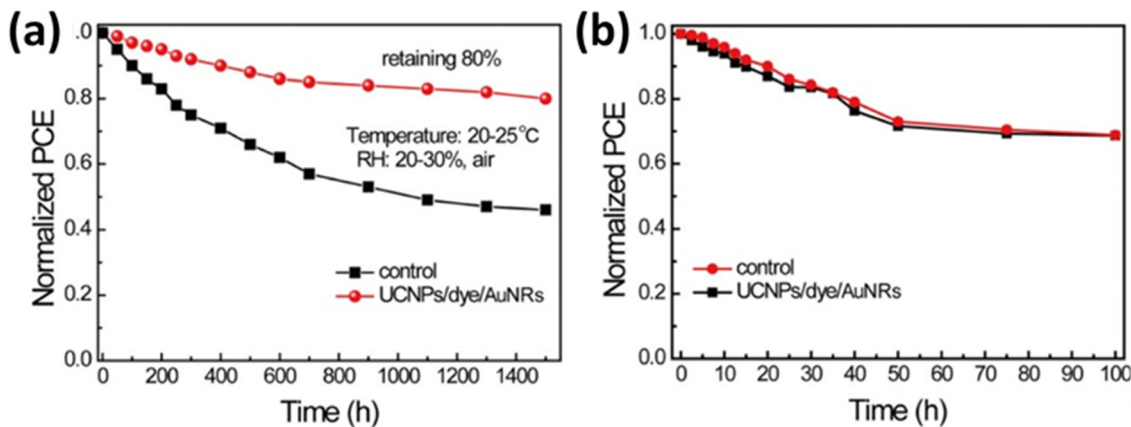 (a)
Normalized PCE
.0
0.8
0.6
0.4
0.2
0.0
retaining 80%
Temperature: 20-25°C
RH: 20-30%, air
control
UCNPs/dye/AuNRs
0 200 400 600 800 1000 1200 1400
Time (h)
(b)
Normalized PCE
1.0
0.8
0.6
0.4
0.2
0.0
control
UCNPs/dye/AuNRs
0 10 20 30 40 50 60 70 80 90 100
Time (h)